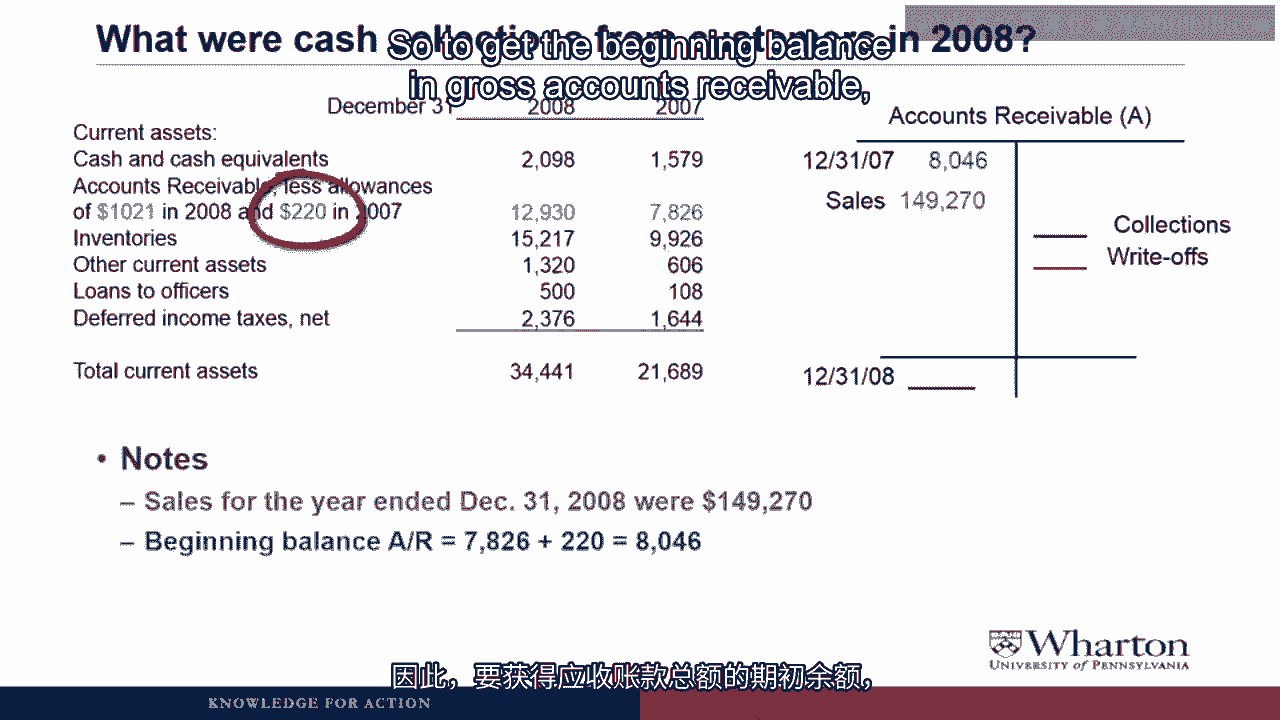 What were cash collections from customers in 2008?
So to get the beginning balance
in gross accounts receivable,
December 31 2008 2007
Current assets:
Cash and cash equivalents 2,098 1,579
Accounts Receivable, less allowances
of $1021 in 2008 and $220 in 2007 12,930 7,826
Inventories 15,217 9,926
Other current assets 1,320 606
Loans to officers 500 108
Deferred income taxes, net 2,376 1,644
Total current assets 34,441 21,689
Accounts Receivable (A)
12/31/07 8,046
Sales 149,270
Collections
Write-offs
12/31/08
• Notes
– Sales for the year ended Dec. 31, 2008 were $149,270
– Beginning balance A/R = 7,826 + 220 = 8,046
Wharton
UNIVERSITY of PENNSYLVANIA
因此，要获得应收账款总额的期初余额，
KNOWLEDGE FOR ACTION